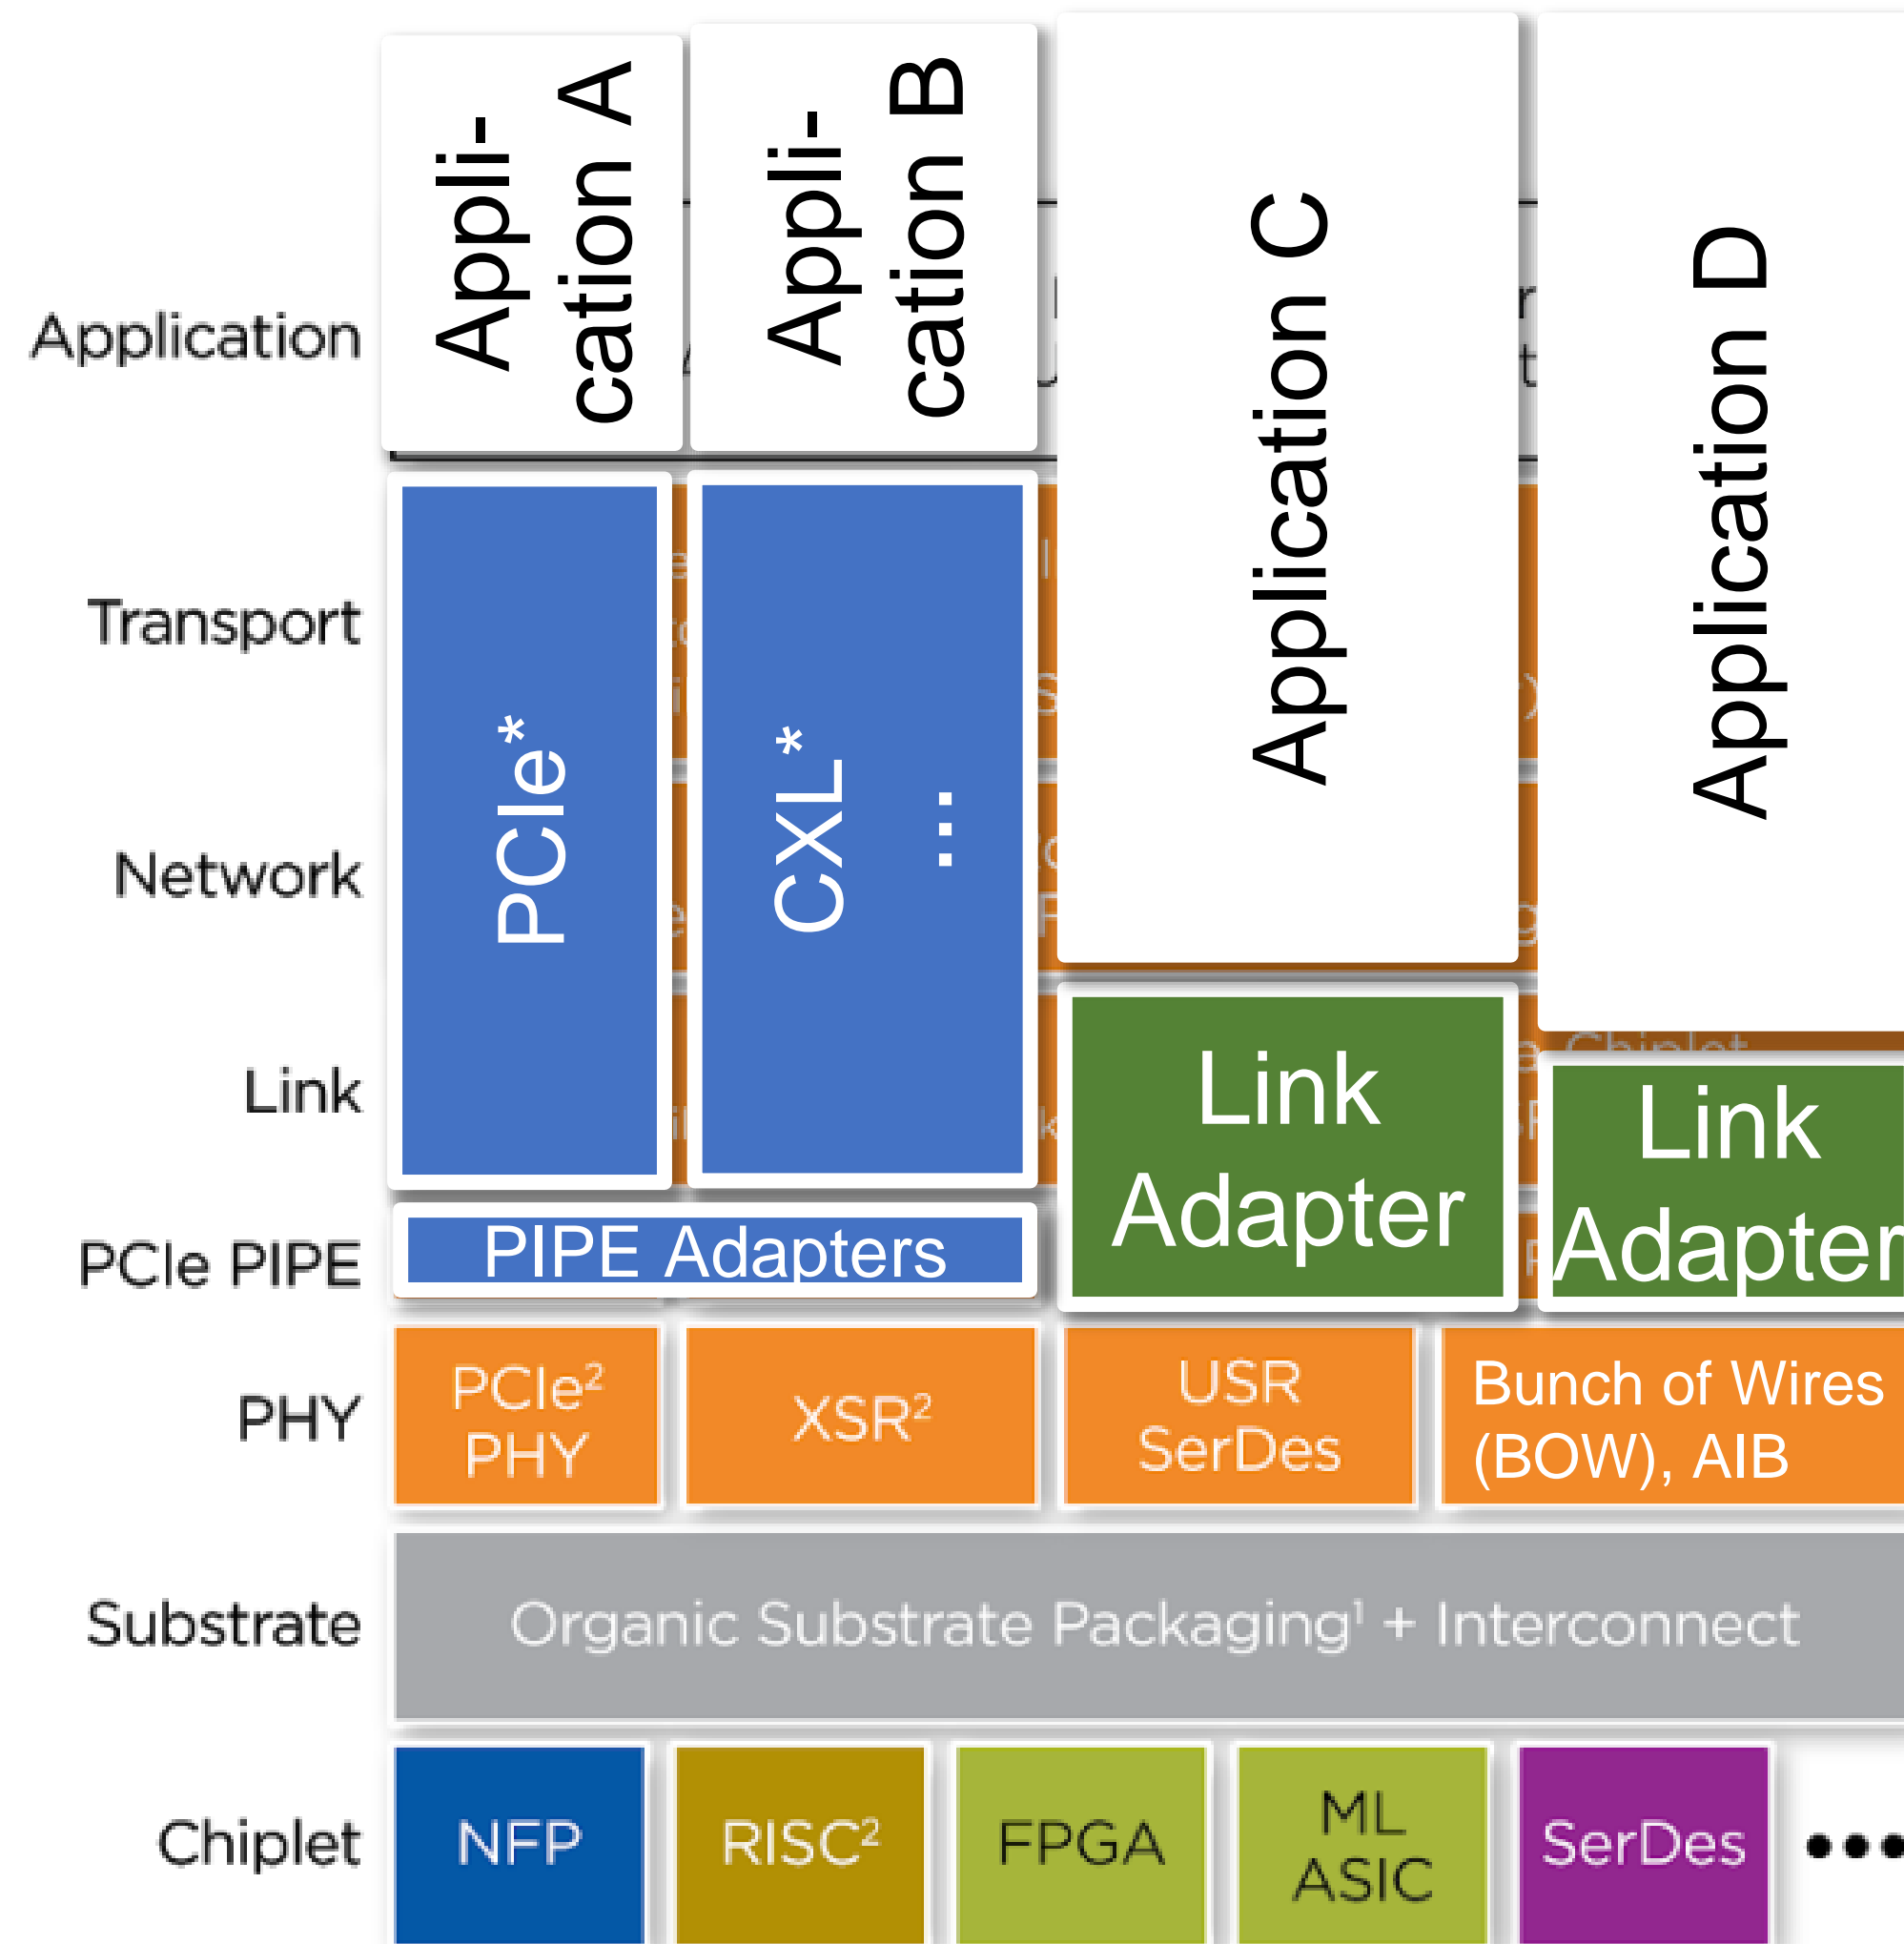 Application
Appli-
cation A
Appli-
cation B
Application C
Application D
Transport
Network
Link
PCIe*
CXL*
...
Link
Adapter
Link
Adapter
PCIe PIPE
PIPE Adapters
PHY
PCIe²
PHY
XSR²
USR
SerDes
Bunch of Wires
(BOW), AIB
Substrate
Organic Substrate Packaging¹ + Interconnect
Chiplet
NFP
RISC²
FPGA
ML
ASIC
SerDes
•••